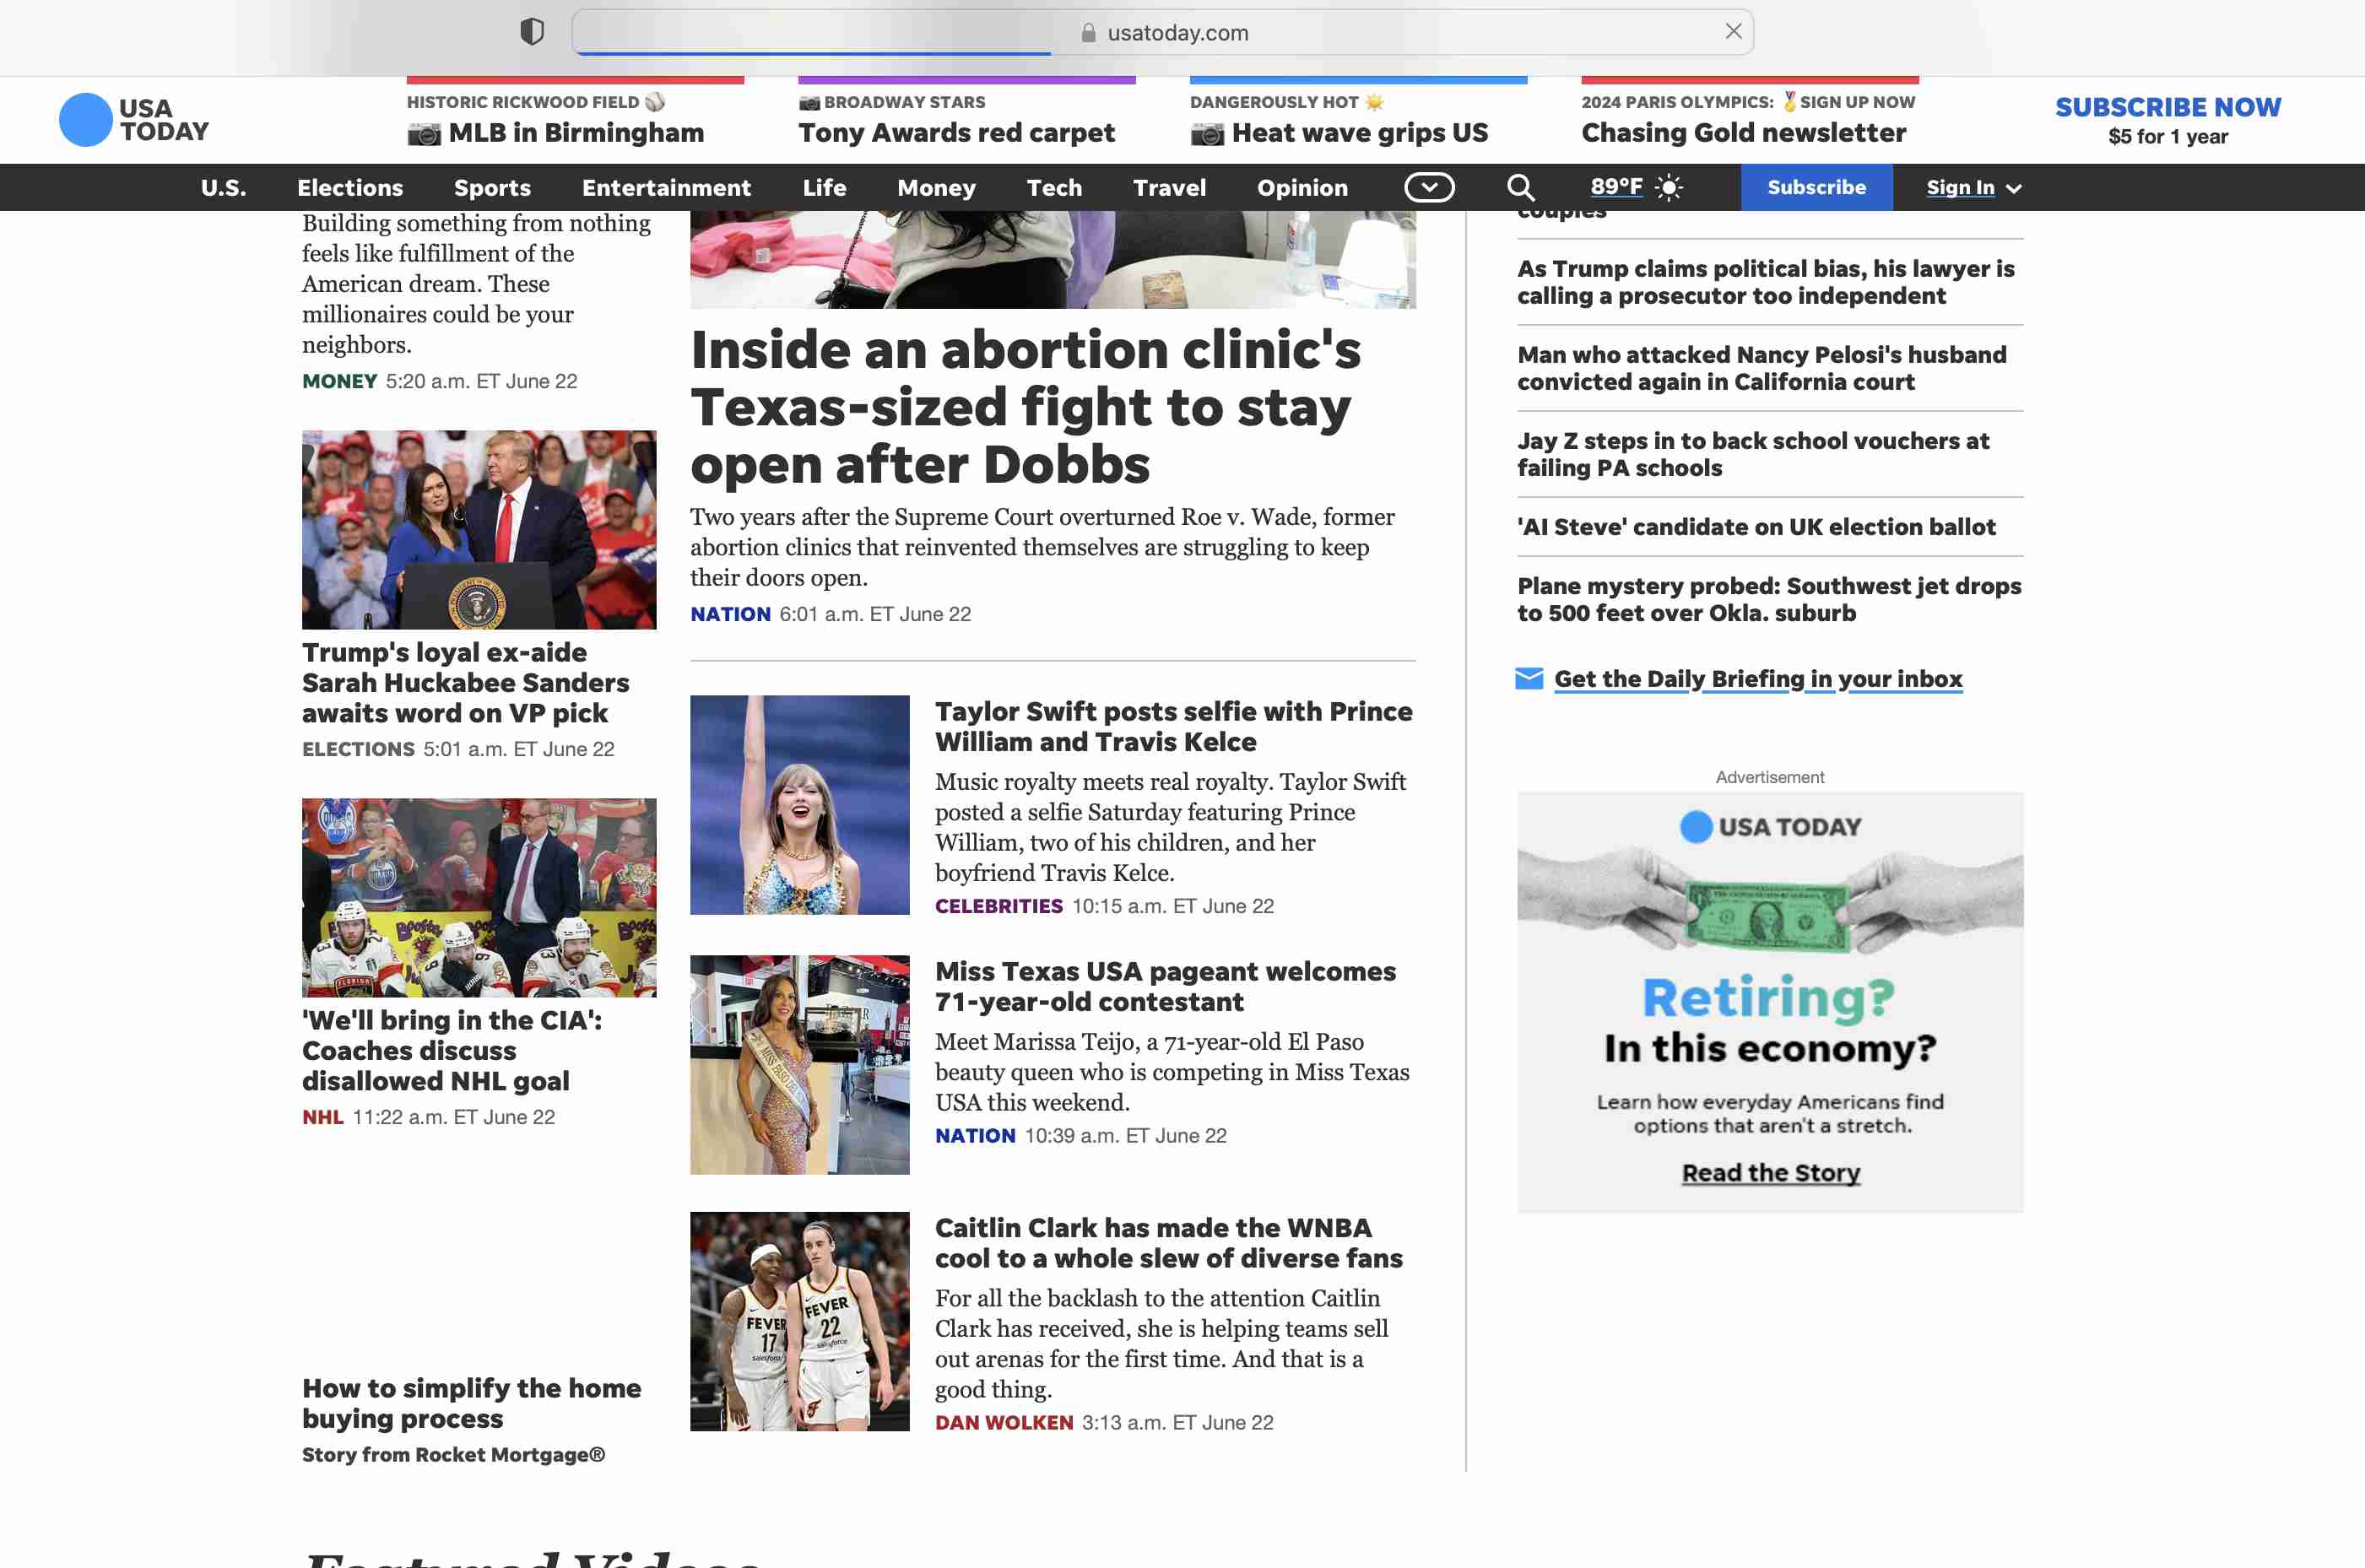 usatoday.com
USA
TODAY
HISTORIC RICKWOOD FIELD ⚾
📷 MLB in Birmingham
📷 BROADWAY STARS
Tony Awards red carpet
DANGEROUSLY HOT ☀️
📷 Heat wave grips US
2024 PARIS OLYMPICS: 🏅SIGN UP NOW
Chasing Gold newsletter
SUBSCRIBE NOW
$5 for 1 year
U.S. Elections Sports Entertainment Life Money Tech Travel Opinion 89°F Subscribe Sign In
Building something from nothing
feels like fulfillment of the
American dream. These
millionaires could be your
neighbors.
MONEY 5:20 a.m. ET June 22
Trump's loyal ex-aide
Sarah Huckabee Sanders
awaits word on VP pick
ELECTIONS 5:01 a.m. ET June 22
OILERS
Booste
FLORIDA
'We'll bring in the CIA':
Coaches discuss
disallowed NHL goal
NHL 11:22 a.m. ET June 22
How to simplify the home
buying process
Story from Rocket Mortgage®
Inside an abortion clinic's
Texas-sized fight to stay
open after Dobbs
Two years after the Supreme Court overturned Roe v. Wade, former
abortion clinics that reinvented themselves are struggling to keep
their doors open.
NATION 6:01 a.m. ET June 22
Taylor Swift posts selfie with Prince
William and Travis Kelce
Music royalty meets real royalty. Taylor Swift
posted a selfie Saturday featuring Prince
William, two of his children, and her
boyfriend Travis Kelce.
CELEBRITIES 10:15 a.m. ET June 22
MISS PASO DEL
Miss Texas USA pageant welcomes
71-year-old contestant
Meet Marissa Teijo, a 71-year-old El Paso
beauty queen who is competing in Miss Texas
USA this weekend.
NATION 10:39 a.m. ET June 22
FEVER
17
salesforce
FEVER
22
salesforce
Caitlin Clark has made the WNBA
cool to a whole slew of diverse fans
For all the backlash to the attention Caitlin
Clark has received, she is helping teams sell
out arenas for the first time. And that is a
good thing.
DAN WOLKEN 3:13 a.m. ET June 22
couples
As Trump claims political bias, his lawyer is
calling a prosecutor too independent
Man who attacked Nancy Pelosi's husband
convicted again in California court
Jay Z steps in to back school vouchers at
failing PA schools
'AI Steve' candidate on UK election ballot
Plane mystery probed: Southwest jet drops
to 500 feet over Okla. suburb
Get the Daily Briefing in your inbox
Advertisement
USA TODAY
Retiring?
In this economy?
Learn how everyday Americans find
options that aren't a stretch.
Read the Story
Featured Videos